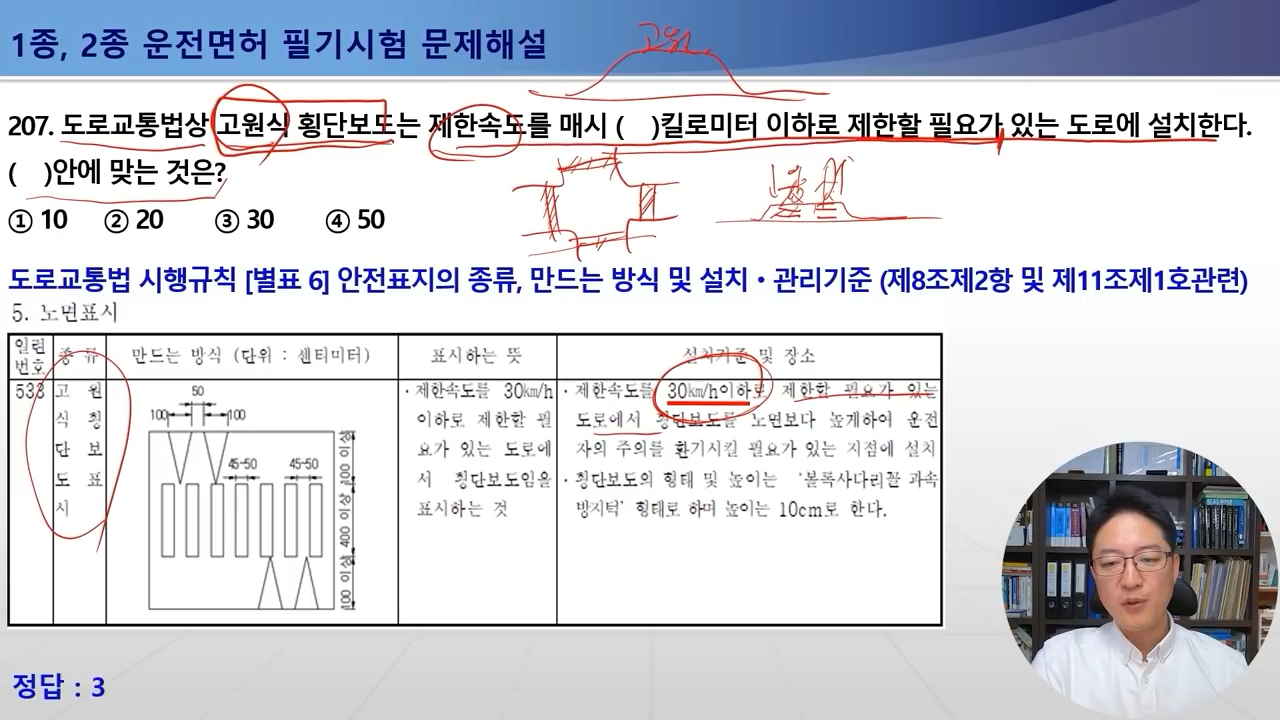 1종, 2종 운전면허 필기시험 문제해설
고원식
207. 도로교통법상 고원식 횡단보도는 제한속도를 매시 ( )킬로미터 이하로 제한할 필요가 있는 도로에 설치한다.
( )안에 맞는 것은?
① 10 ② 20 ③ 30 ④ 50
도로교통법 시행규칙 [별표 6] 안전표지의 종류, 만드는 방식 및 설치・관리기준 (제8조제2항 및 제11조제1호관련)
5. 노면표시
일련
번호
종 류
만드는 방식 (단위 : 센티미터)
표시하는 뜻
설치기준 및 장소
533
고 원
식 횡
단 보
도 표
시
50
100
100
45~50
45~50
100 이상
400 이상
100 이상
・제한속도를 30㎞/h
이하로 제한할 필
요가 있는 도로에
서 횡단보도임을
표시하는 것
・제한속도를 30㎞/h이하로 제한할 필요가 있는
도로에서 횡단보도를 노면보다 높게하여 운전
자의 주의를 환기시킬 필요가 있는 지점에 설치
・횡단보도의 형태 및 높이는 '볼록사다리꼴 과속
방지턱' 형태로 하며 높이는 10cm로 한다.
정답 : 3